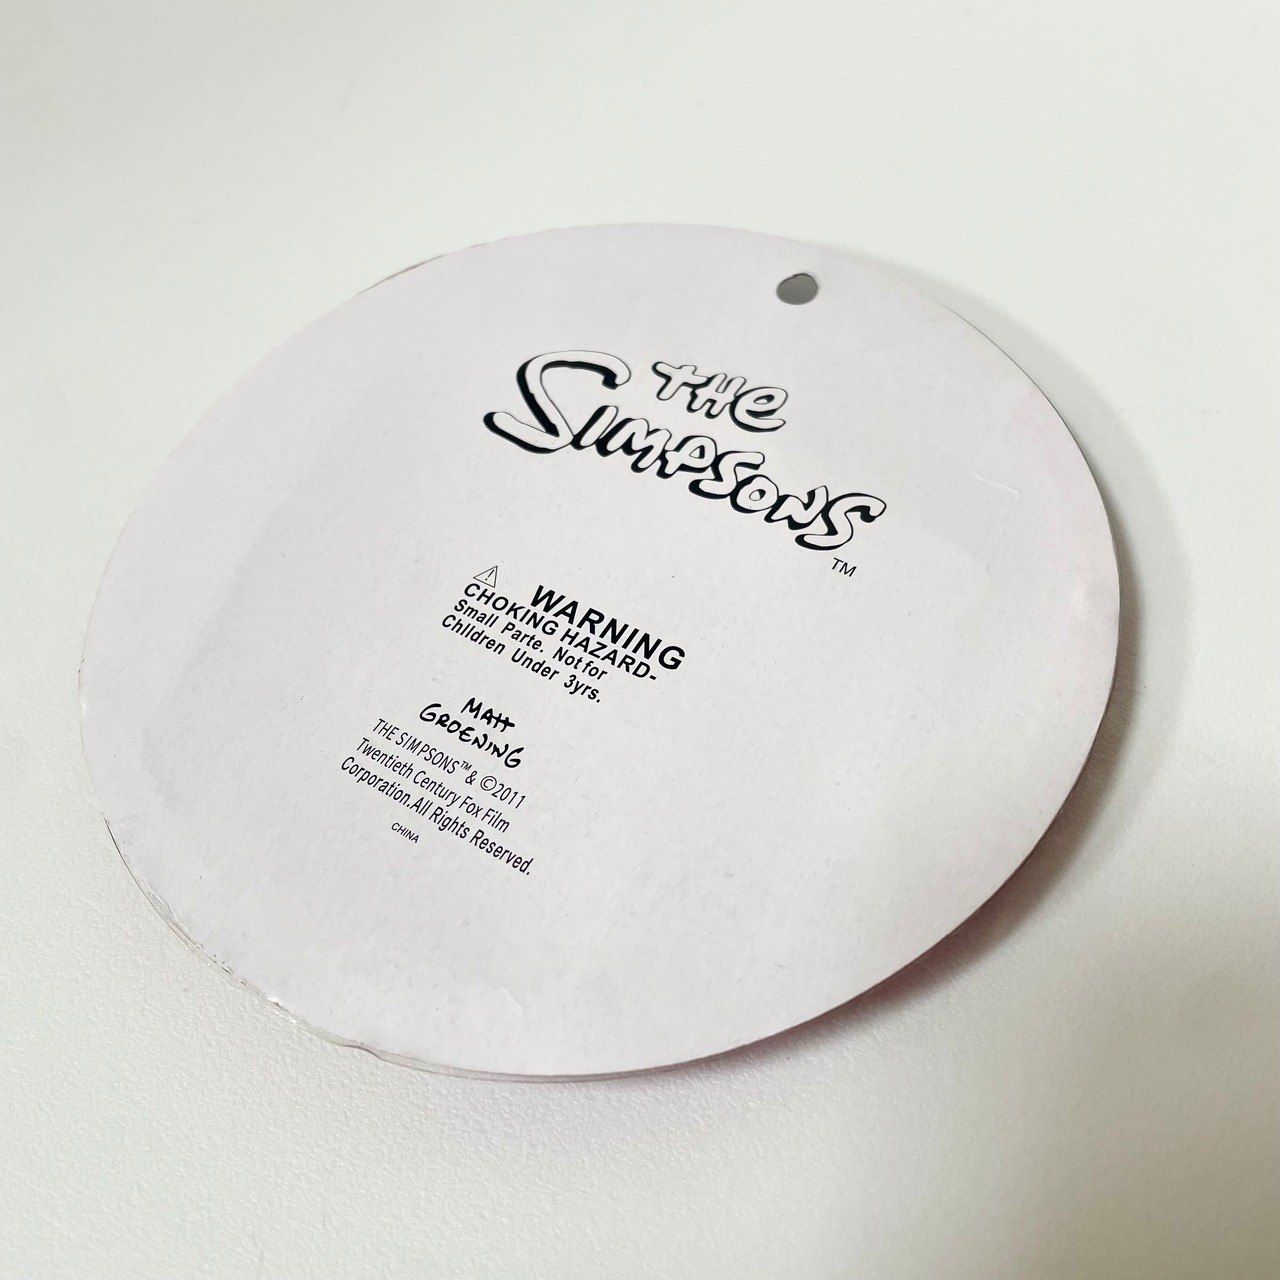 THE
SIMPSONS
TM
⚠ WARNING
CHOKING HAZARD-
Small Parte. Not for
Children Under 3yrs.
MATT
GROENING
THE SIMPSONS™& ©2011
Twentieth Century Fox Film
Corporation.All Rights Reserved.
CHINA